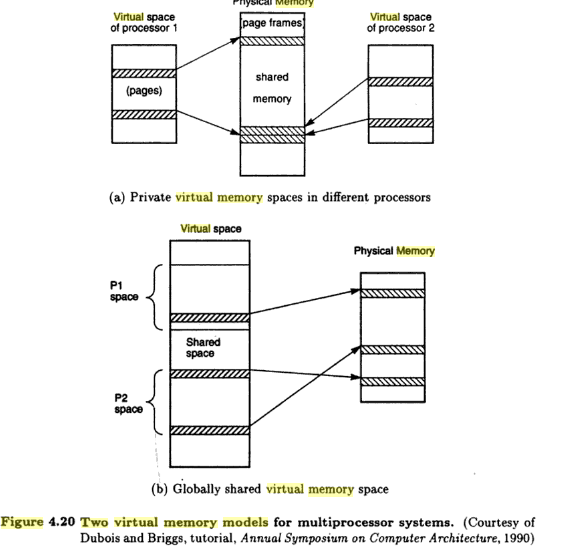 Physical Memory
Virtual space
of processor 1
(page frames)
Virtual space
of processor 2
(pages)
shared
memory
(a) Private virtual memory spaces in different processors
Virtual space
Physical Memory
P1
space
Shared
space
P2
space
(b) Globally shared virtual memory space
Figure 4.20 Two virtual memory models for multiprocessor systems. (Courtesy of
Dubois and Briggs, tutorial, Annual Symposium on Computer Architecture, 1990)